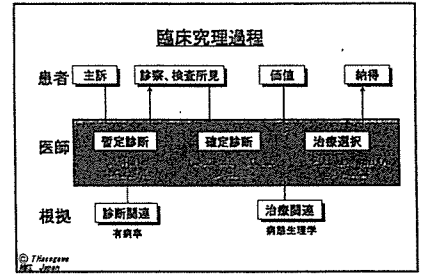 臨床究理過程
患者 主訴 診察、検査所見 価値 納得
医師 暫定診断 確定診断 治療選択
根拠 診断関連 治療関連
有病率 病態生理学
© T.Hasegawa
Japan